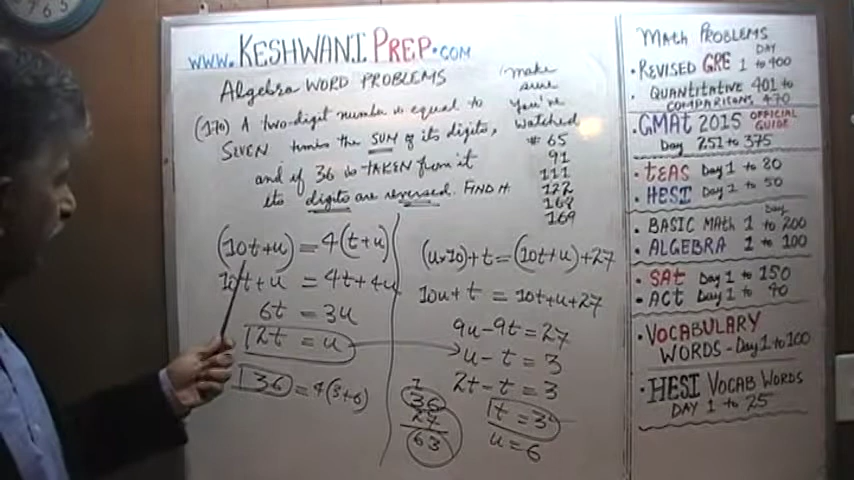 www.KESHWANI PREP.com
Algebra WORD PROBLEMS
(170) A two-digit number is equal to
SEVEN times the SUM of its digits,
and if 36 is TAKEN from it
its digits are reversed. FIND it
make
sure
you've
watched
# 65
91
111
122
168
169
(10t+u) = 4(t+u)
10t+u = 4t+4u
6t = 3u
2t = u
36 = 4(3+6)
(u×10)+t = (10t+u)+27
10u+t = 10t+u+27
9u-9t = 27
u-t = 3
2t-t = 3
t = 3
u = 6
1
36
27
63
Math PROBLEMS
• REVISED GRE DAY 1 to 400
• QUANTITATIVE 401 to
COMPARISONS 470
• GMAT 2015 OFFICIAL GUIDE
Day 251 to 375
• tEAS Day 1 to 80
• HESI Day 1 to 50
• BASIC Math Day 1 to 200
• ALGEBRA 1 to 100
• SAt Day 1 to 150
• ACt Day 1 to 90
• VOCABULARY
WORDS - Day 1 to 100
• HESI VOCAB WORDS
DAY 1 to 25
7 6 5